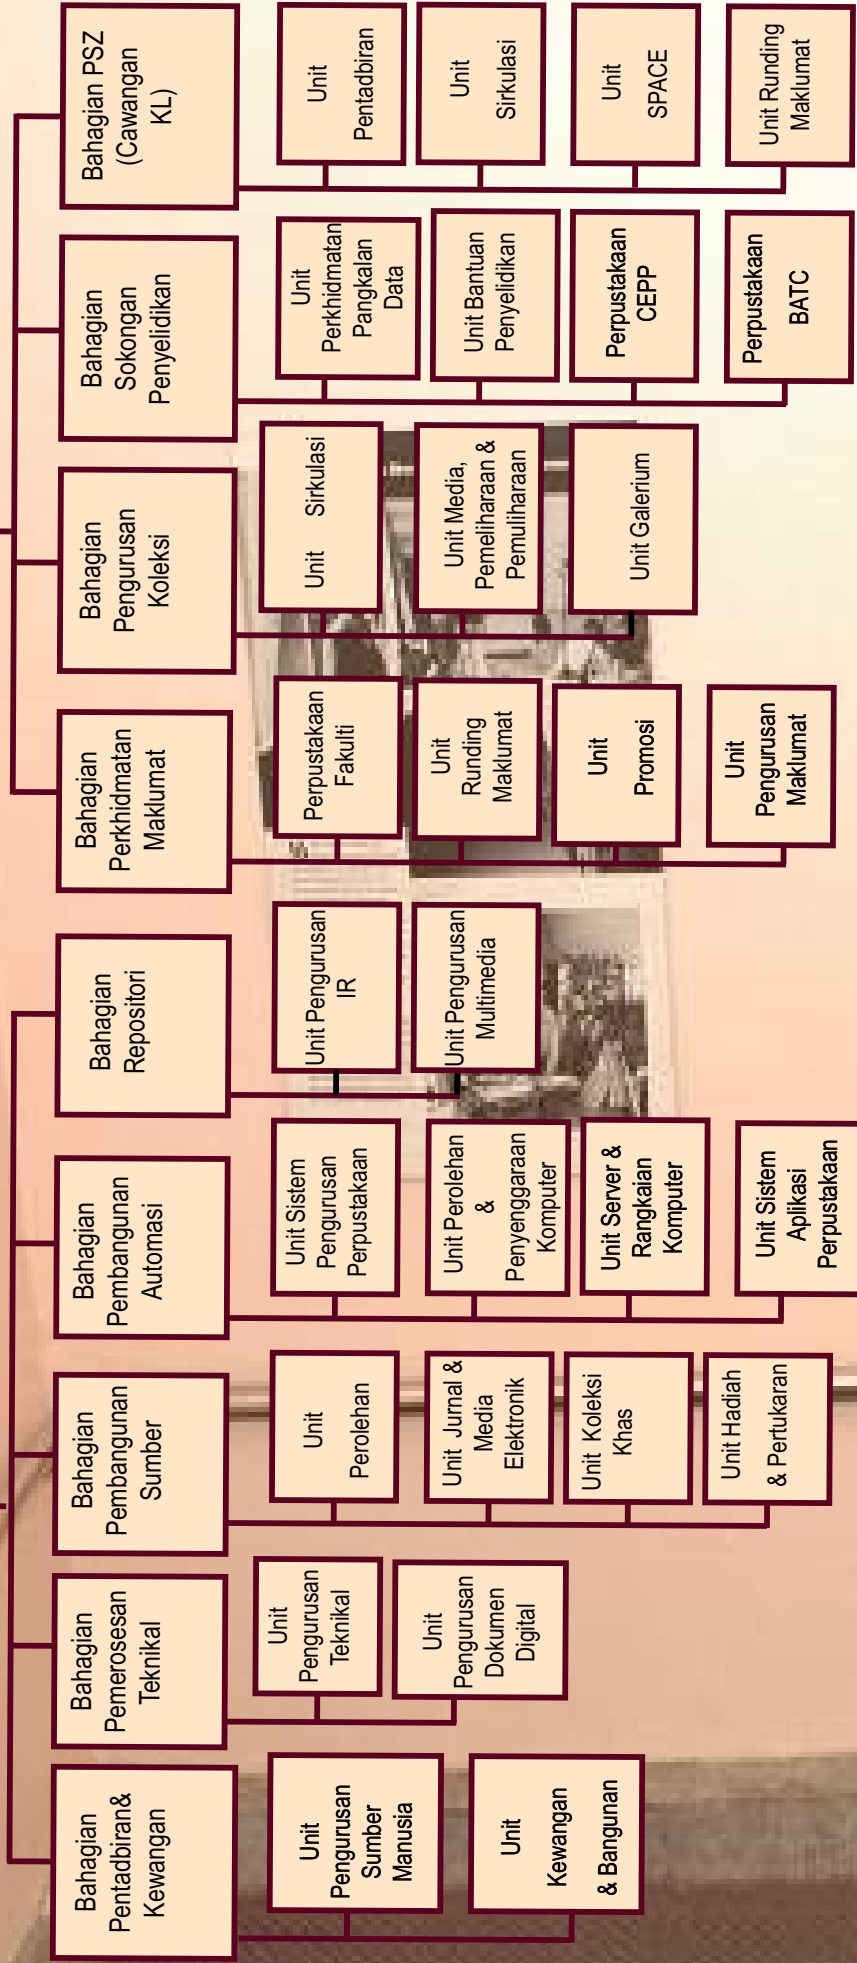 Bahagian
Pentadbiran&
Kewangan
Unit
Pengurusan
Sumber
Manusia
Unit
Kewangan
& Bangunan
Bahagian
Pemerosesan
Teknikal
Unit
Pengurusan
Teknikal
Unit
Pengurusan
Dokumen
Digital
Bahagian
Pembangunan
Sumber
Unit
Perolehan
Unit Jurnal &
Media
Elektronik
Unit Koleksi
Khas
Unit Hadiah
& Pertukaran
Bahagian
Pembangunan
Automasi
Unit Sistem
Pengurusan
Perpustakaan
Unit Perolehan
&
Penyenggaraan
Komputer
Unit Server &
Rangkaian
Komputer
Unit Sistem
Aplikasi
Perpustakaan
Bahagian
Repositori
Unit Pengurusan
IR
Unit Pengurusan
Multimedia
Bahagian
Perkhidmatan
Maklumat
Perpustakaan
Fakulti
Unit
Runding
Maklumat
Unit
Promosi
Unit
Pengurusan
Maklumat
Bahagian
Pengurusan
Koleksi
Unit Sirkulasi
Unit Media,
Pemeliharaan &
Pemuliharaan
Unit Galerium
Bahagian
Sokongan
Penyelidikan
Unit
Perkhidmatan
Pangkalan
Data
Unit Bantuan
Penyelidikan
Perpustakaan
CEPP
Perpustakaan
BATC
Bahagian PSZ
(Cawangan
KL)
Unit
Pentadbiran
Unit
Sirkulasi
Unit
SPACE
Unit Runding
Maklumat